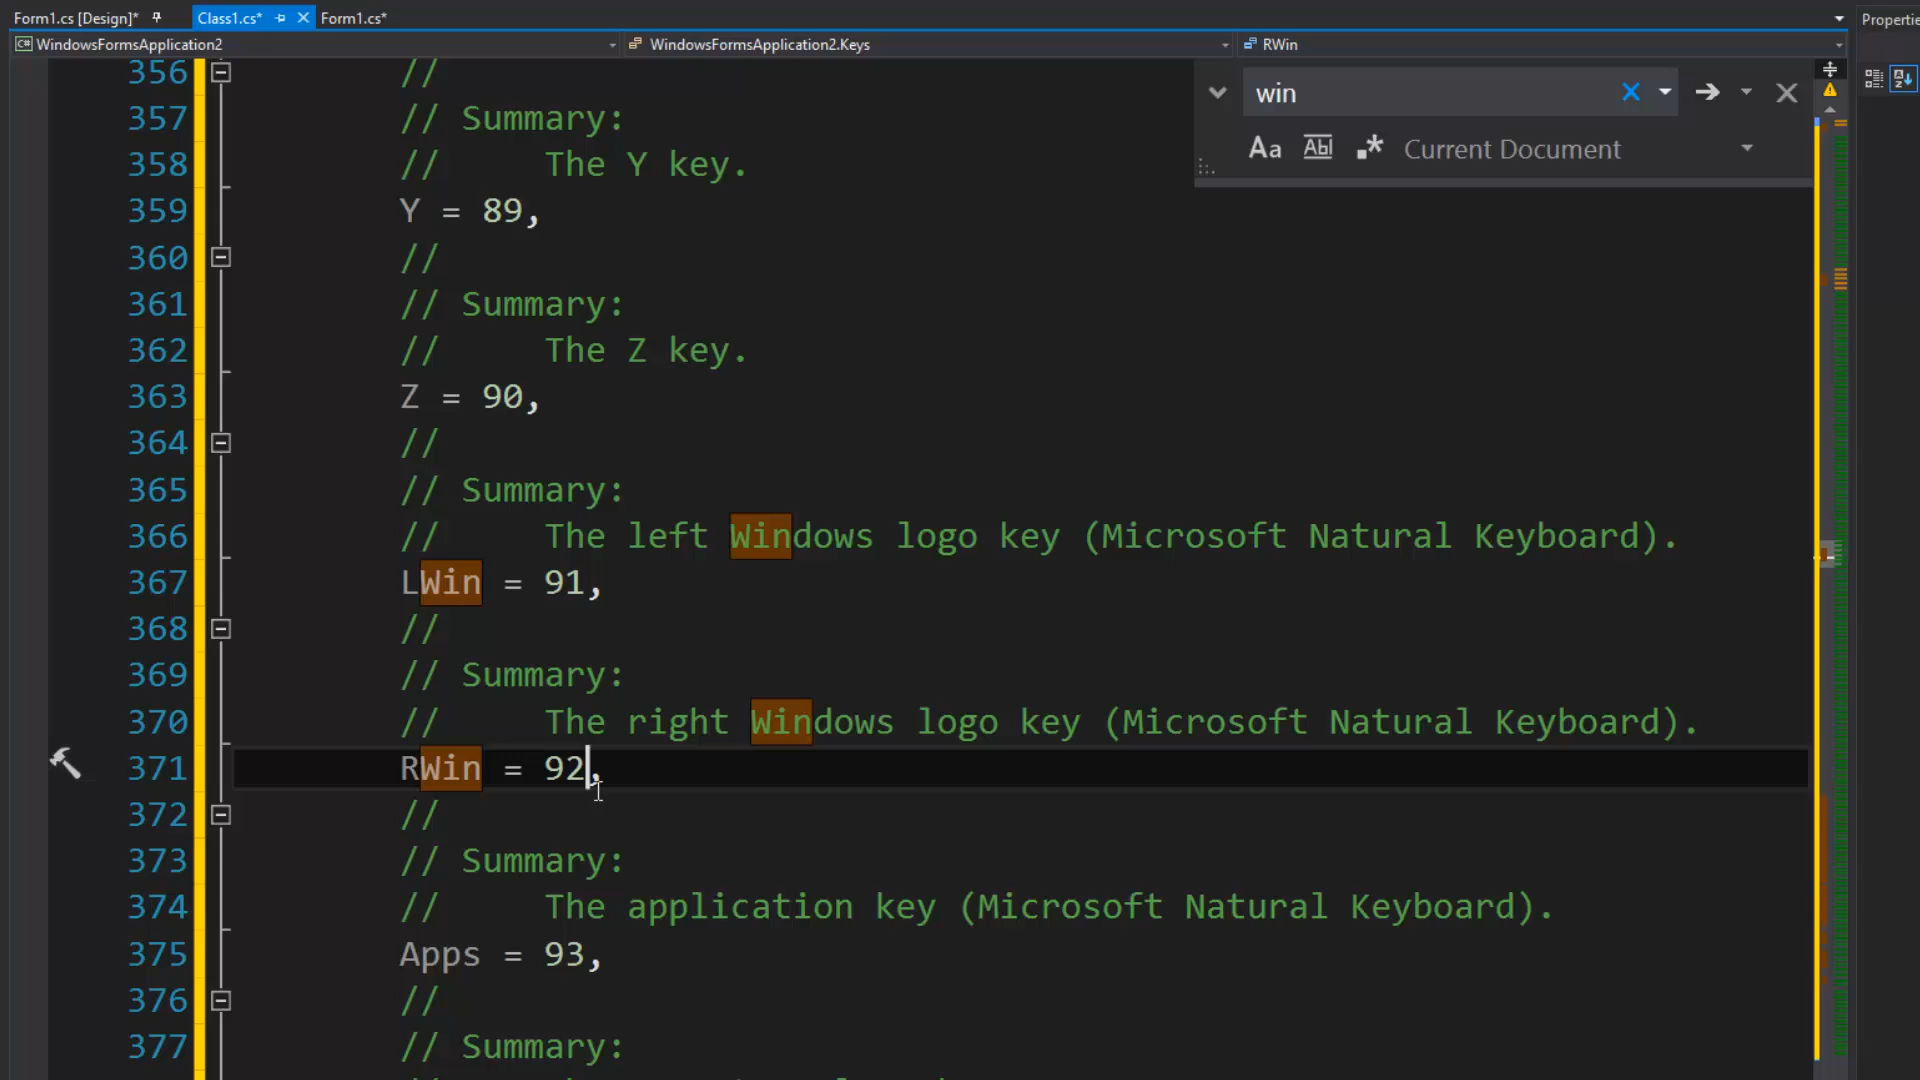 Form1.cs [Design]* Class1.cs* Form1.cs* Properties
WindowsFormsApplication2 WindowsFormsApplication2.Keys RWin
win
Aa Abl .* Current Document
356 //
357 // Summary:
358 // The Y key.
359 Y = 89,
360 //
361 // Summary:
362 // The Z key.
363 Z = 90,
364 //
365 // Summary:
366 // The left Windows logo key (Microsoft Natural Keyboard).
367 LWin = 91,
368 //
369 // Summary:
370 // The right Windows logo key (Microsoft Natural Keyboard).
371 RWin = 92,
372 //
373 // Summary:
374 // The application key (Microsoft Natural Keyboard).
375 Apps = 93,
376 //
377 // Summary: